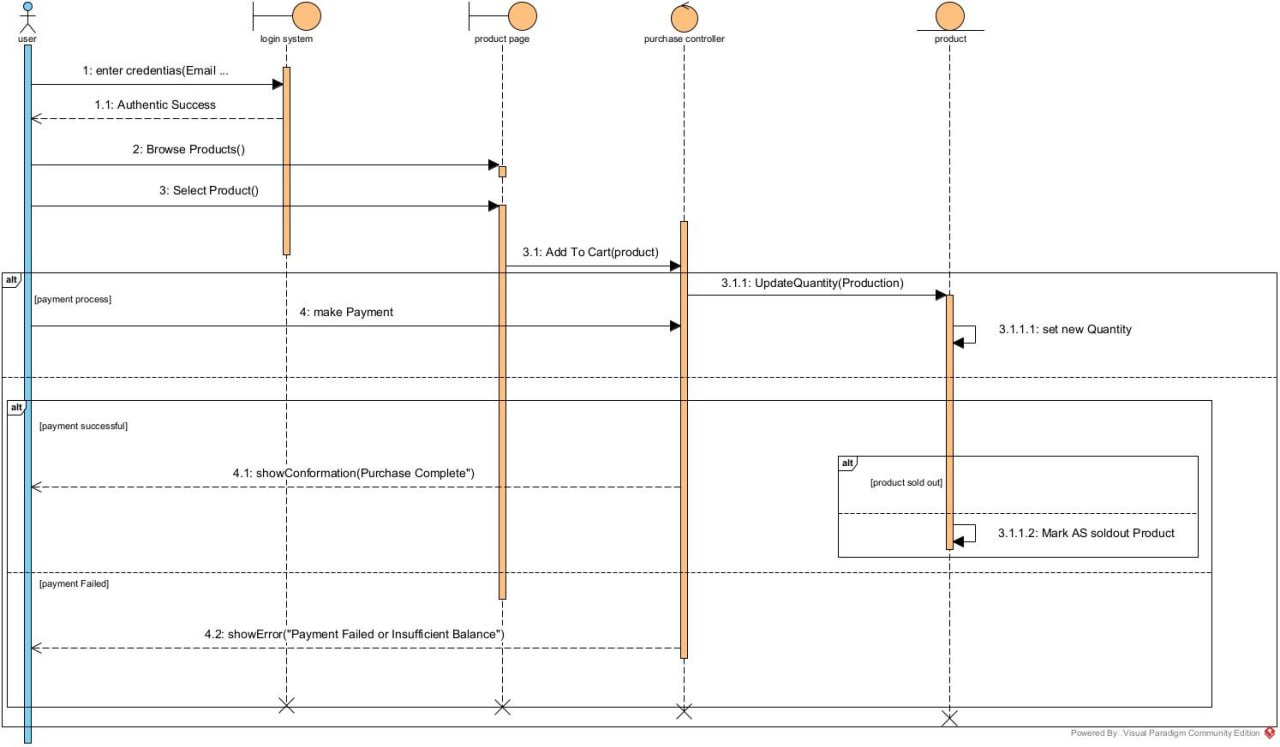 user
login system
product page
purchase controller
product
1: enter credentias(Email ...
1.1: Authentic Success
2: Browse Products()
3: Select Product()
3.1: Add To Cart(product)
alt
3.1.1: UpdateQuantity(Production)
[payment process]
4: make Payment
3.1.1.1: set new Quantity
alt
[payment successful]
alt
4.1: showConformation(Purchase Complete")
[product sold out]
3.1.1.2: Mark AS soldout Product
[payment Failed]
4.2: showError("Payment Failed or Insufficient Balance")
Powered By Visual Paradigm Community Edition